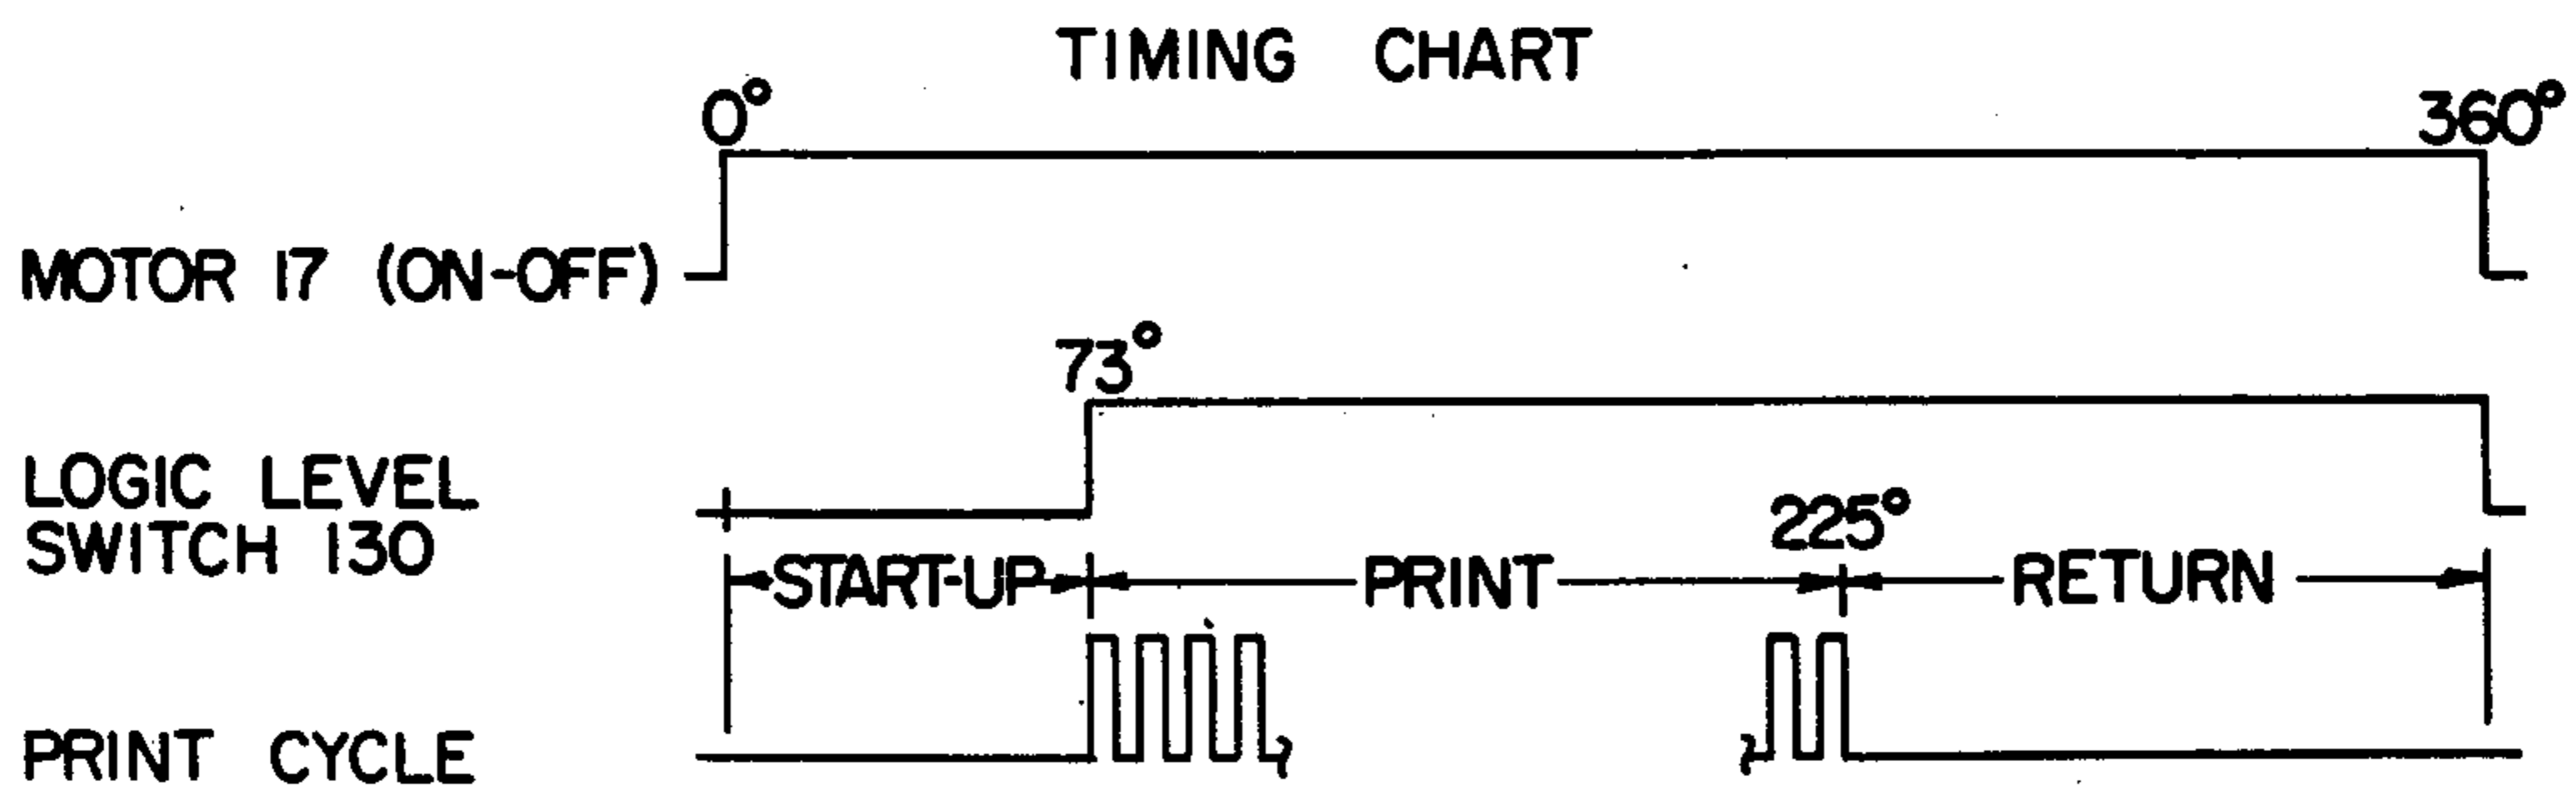 TIMING CHART
0°
360°
MOTOR 17 (ON-OFF)
73°
LOGIC LEVEL
SWITCH 130
225°
START-UP
PRINT
RETURN
PRINT CYCLE